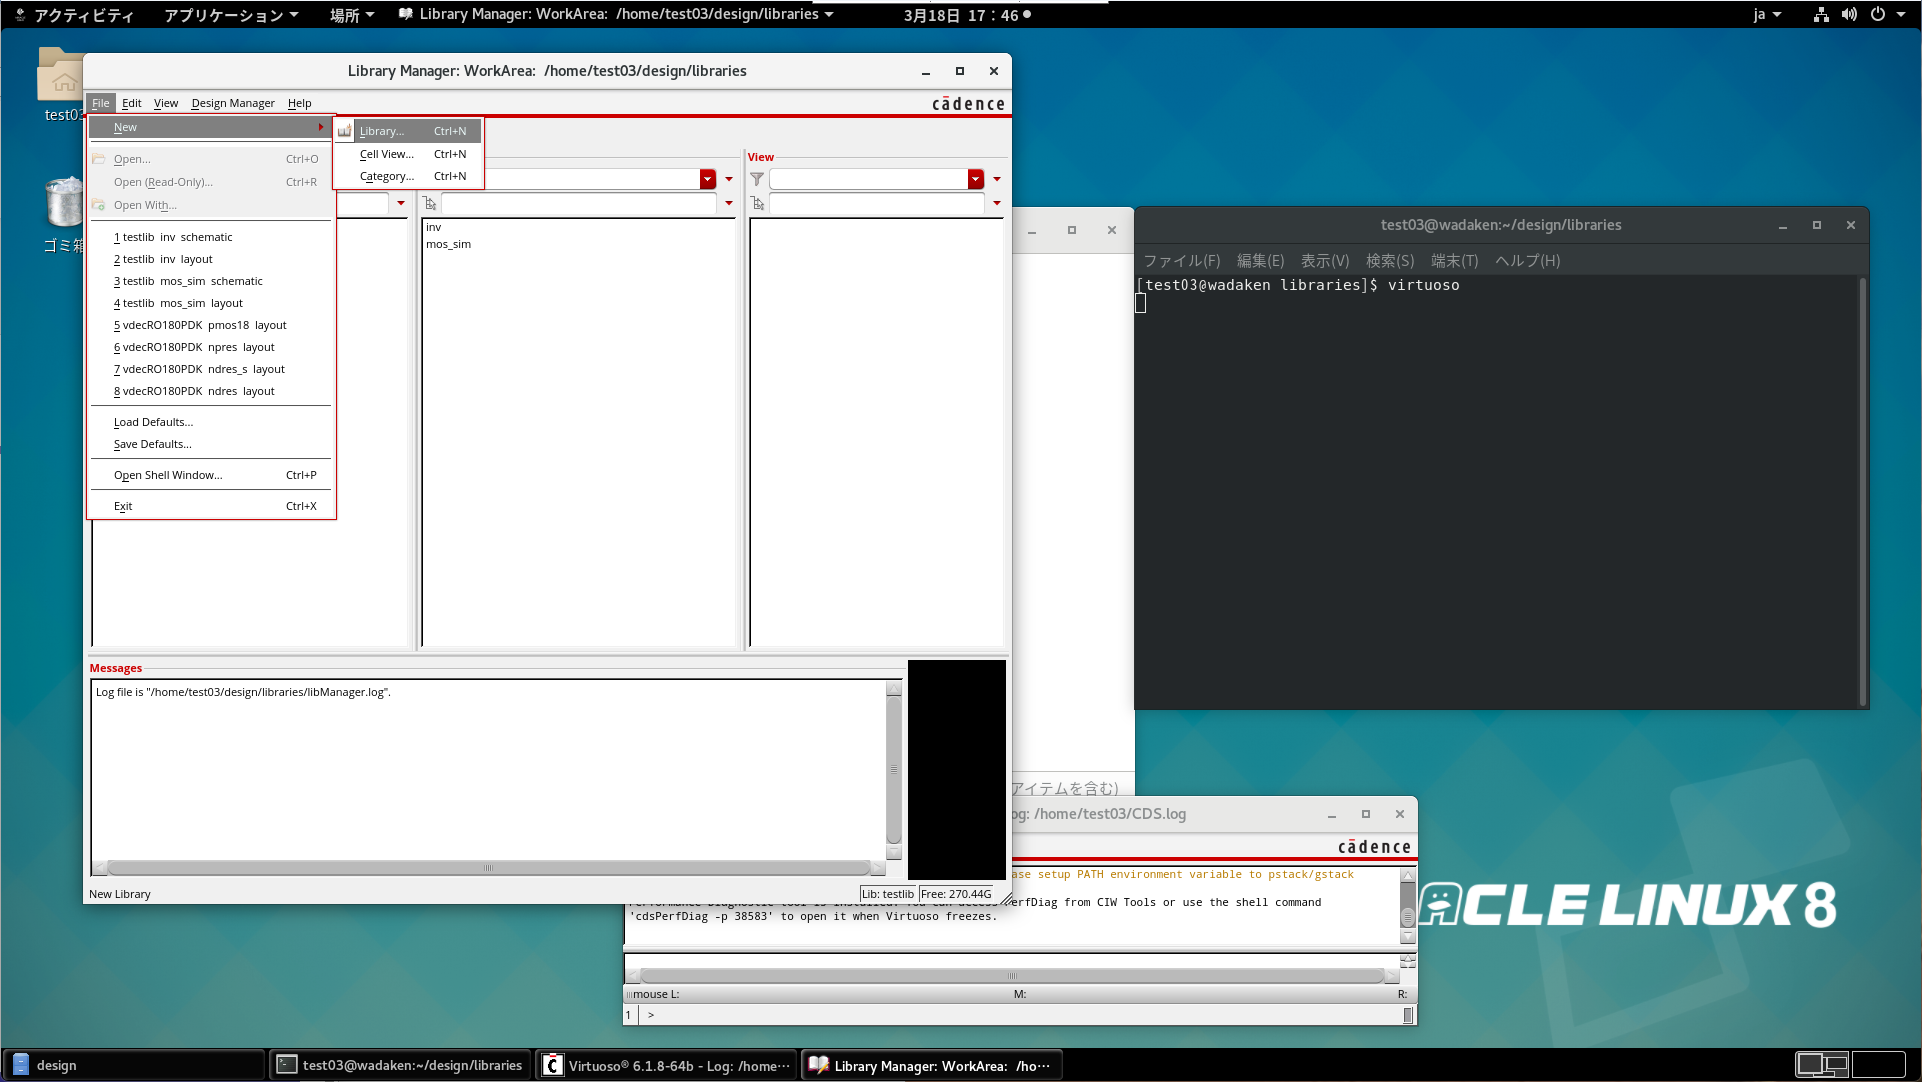 アクティビティ アプリケーション 場所 Library Manager: WorkArea: /home/test03/design/libraries 3月18日 17：46 ja
Library Manager: WorkArea: /home/test03/design/libraries
File Edit View Design Manager Help
cādence
New
Library... Ctrl+N
Cell View... Ctrl+N
Category... Ctrl+N
Open... Ctrl+O
Open (Read-Only)... Ctrl+R
Open With...
1 testlib inv schematic
2 testlib inv layout
3 testlib mos_sim schematic
4 testlib mos_sim layout
5 vdecRO180PDK pmos18 layout
6 vdecRO180PDK npres layout
7 vdecRO180PDK ndres_s layout
8 vdecRO180PDK ndres layout
Load Defaults...
Save Defaults...
Open Shell Window... Ctrl+P
Exit Ctrl+X
View
inv
mos_sim
Messages
Log file is "/home/test03/design/libraries/libManager.log".
New Library
Lib: testlib Free: 270.44G
test03
ゴミ箱
test03@wadaken:~/design/libraries
ファイル(F) 編集(E) 表示(V) 検索(S) 端末(T) ヘルプ(H)
[test03@wadaken libraries]$ virtuoso
アイテムを含む)
og: /home/test03/CDS.log
cādence
ase setup PATH environment variable to pstack/gstack
erfDiag from CIW Tools or use the shell command
'cdsPerfDiag -p 38583' to open it when Virtuoso freezes.
mouse L: M: R:
1 >
ACLE LINUX 8
design
test03@wadaken:~/design/libraries
Virtuoso® 6.1.8-64b - Log: /home···
Library Manager: WorkArea: /ho···